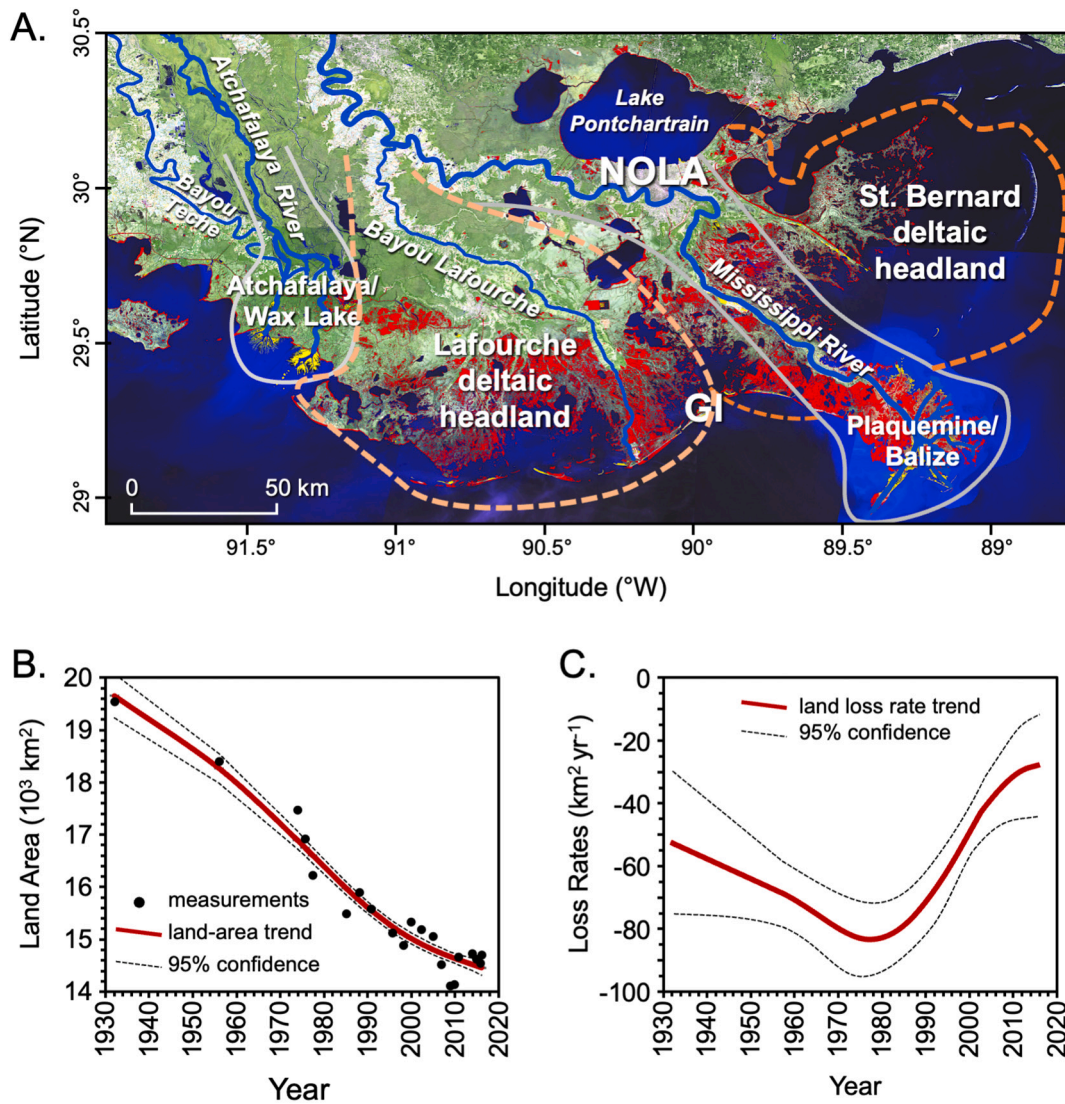 A.
30.5°
30°
29.5°
29°
Latitude (°N)
Atchafalaya River
Bayou
Teche
Atchafalaya/
Wax Lake
Bayou Lafourche
Lafourche
deltaic
headland
Lake
Pontchartrain
NOLA
Mississippi River
GI
St. Bernard
deltaic
headland
Plaquemine/
Balize
0 50 km
91.5° 91° 90.5° 90° 89.5° 89°
Longitude (°W)
B.
20
19
18
17
16
15
14
Land Area (10³ km²)
measurements
land-area trend
95% confidence
1930 1940 1950 1960 1970 1980 1990 2000 2010 2020
Year
C.
0
-20
-40
-60
-80
-100
Loss Rates (km² yr⁻¹)
land loss rate trend
95% confidence
1930 1940 1950 1960 1970 1980 1990 2000 2010 2020
Year